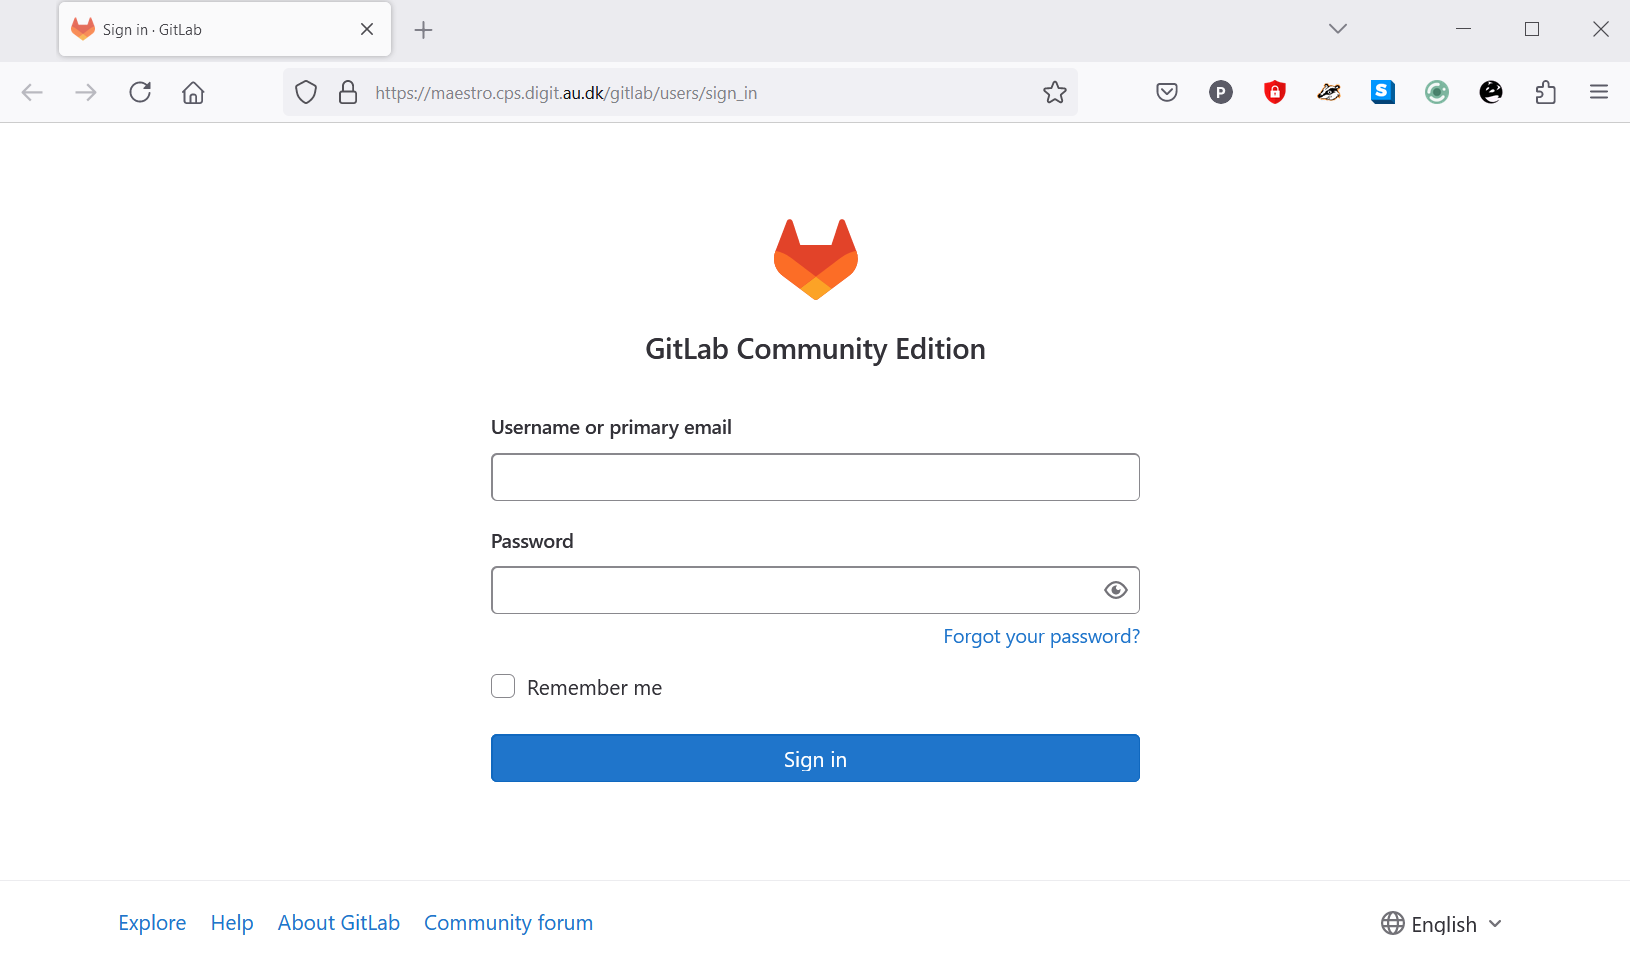 Sign in · GitLab
https://maestro.cps.digit.au.dk/gitlab/users/sign_in
P
S
GitLab Community Edition
Username or primary email
Password
Forgot your password?
Remember me
Sign in
Explore Help About GitLab Community forum
English